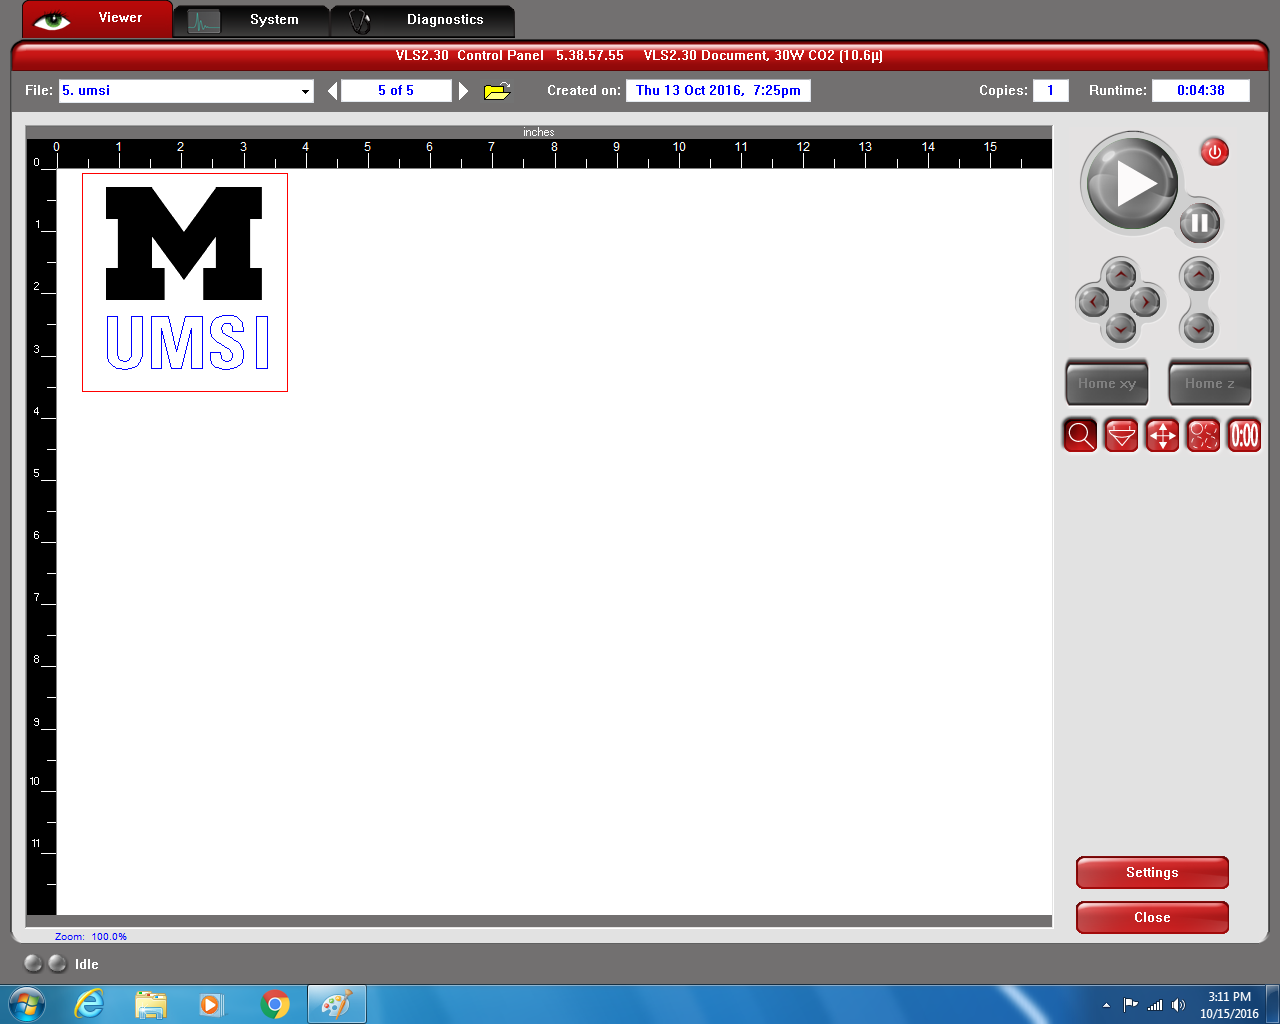 Viewer System Diagnostics
VLS2.30 Control Panel 5.38.57.55 VLS2.30 Document, 30W CO2 (10.6µ)
File: 5. umsi 5 of 5 Created on: Thu 13 Oct 2016, 7:25pm Copies: 1 Runtime: 0:04:38
inches
0 1 2 3 4 5 6 7 8 9 10 11 12 13 14 15
0
1
2
3
4
5
6
7
8
9
10
11
M
UMSI
Home xy Home z
0:00
Settings
Close
Zoom: 100.0%
Idle
3:11 PM
10/15/2016